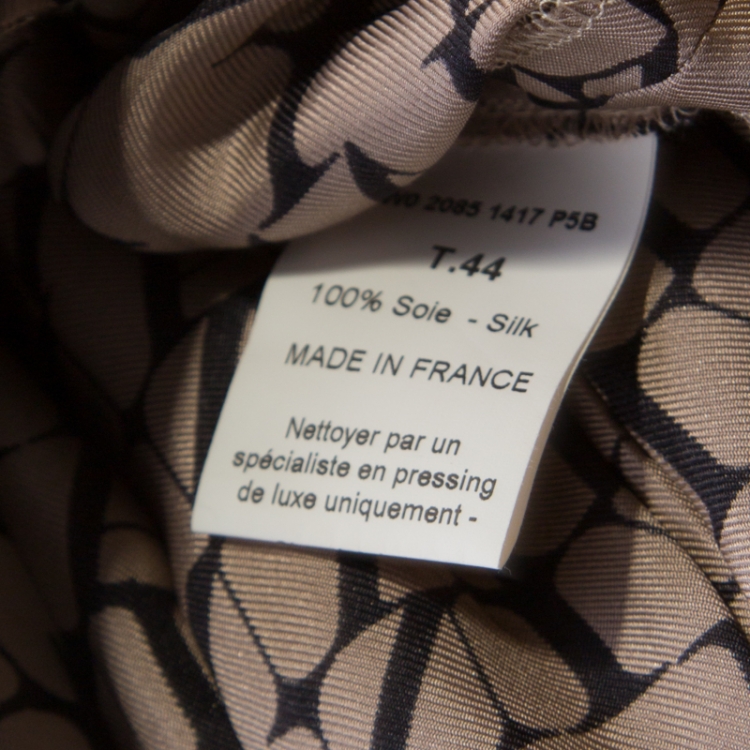 2085 1417 P5B
T.44
100% Soie - Silk
MADE IN FRANCE
Nettoyer par un
spécialiste en pressing
de luxe uniquement -